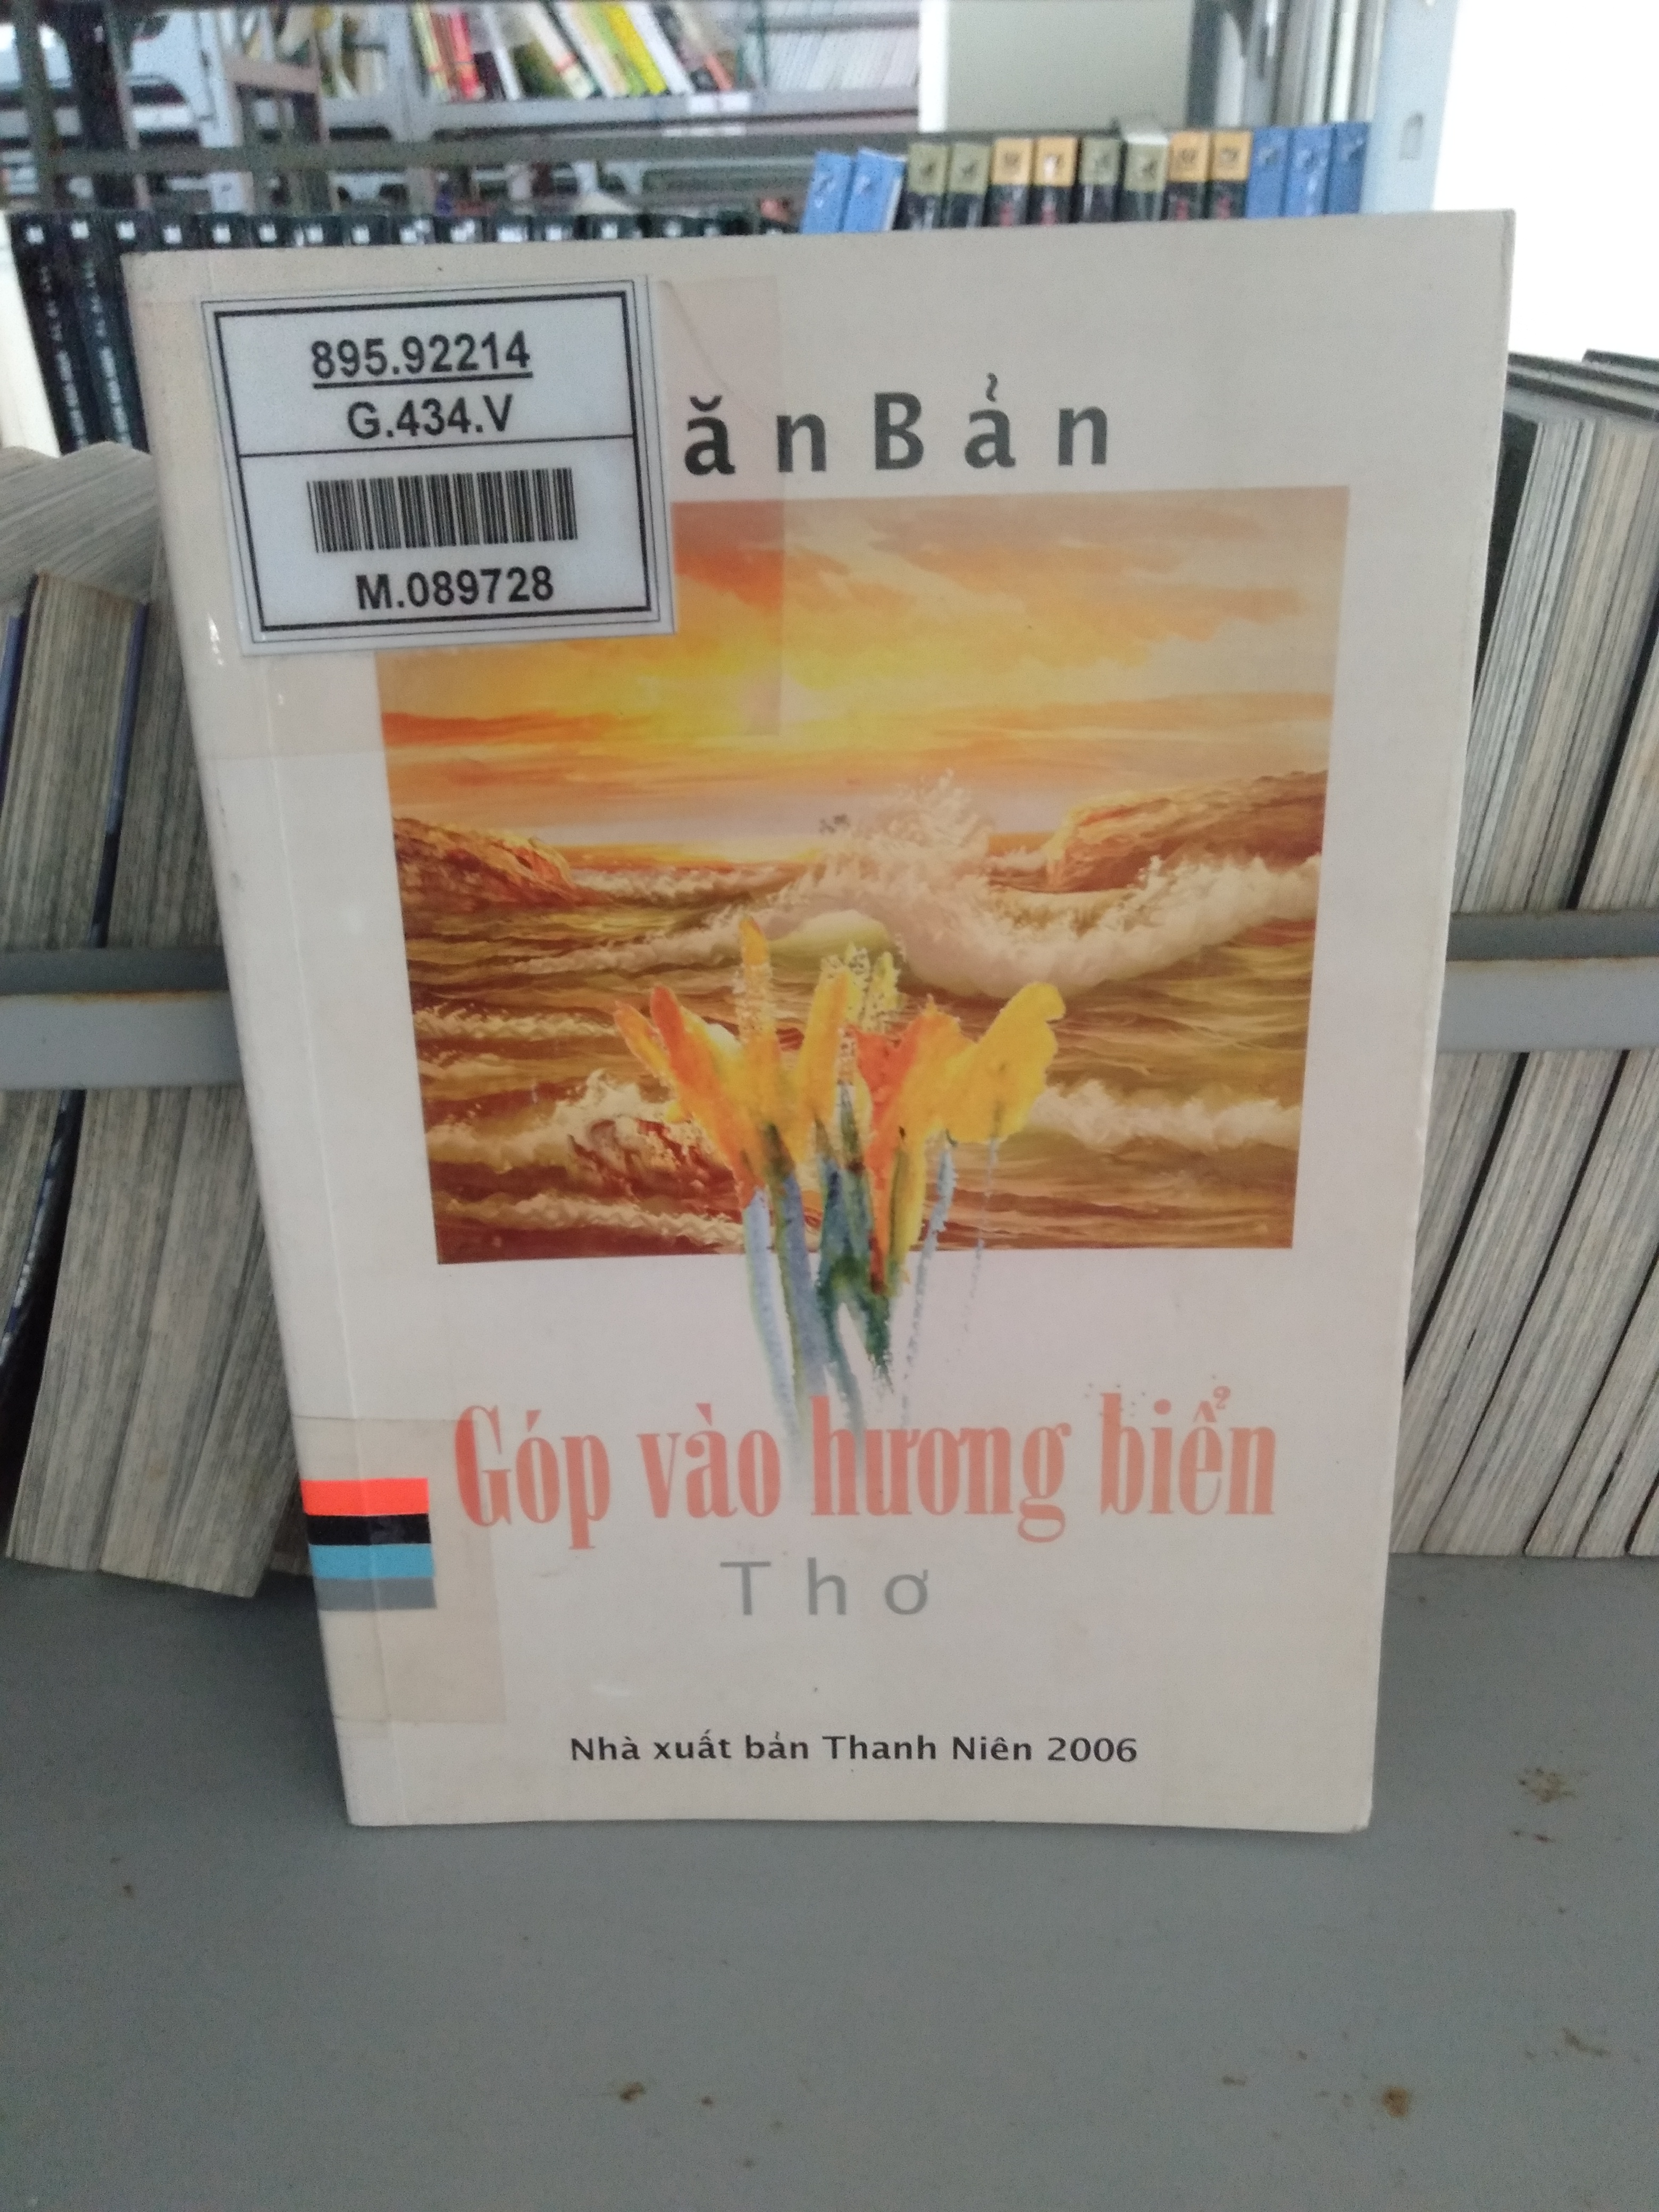 895.92214
G.434.V
M.089728
ăn Bản
Góp vào hương biển
Thơ
Nhà xuất bản Thanh Niên 2006